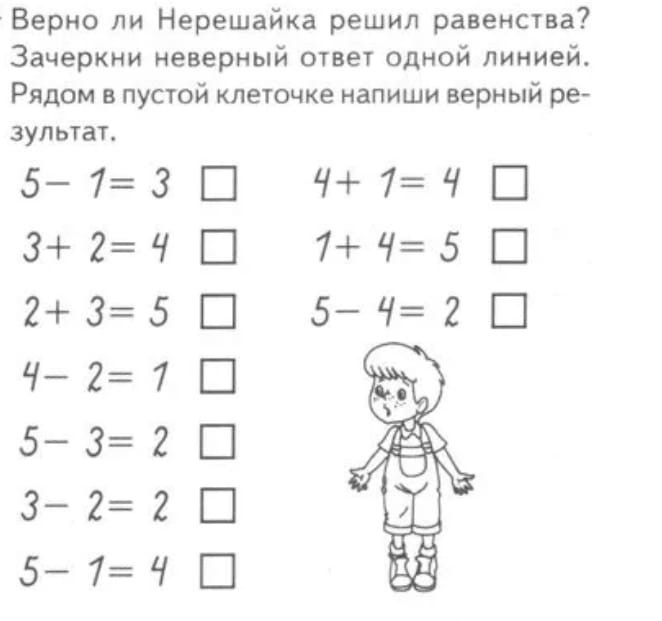 Верно ли Нерешайка решил равенства?
Зачеркни неверный ответ одной линией.
Рядом в пустой клеточке напиши верный ре-
зультат.
5– 1= 3 □
3+ 2= 4 □
2+ 3= 5 □
4– 2= 1 □
5– 3= 2 □
3– 2= 2 □
5– 1= 4 □
4+ 1= 4 □
1+ 4= 5 □
5– 4= 2 □